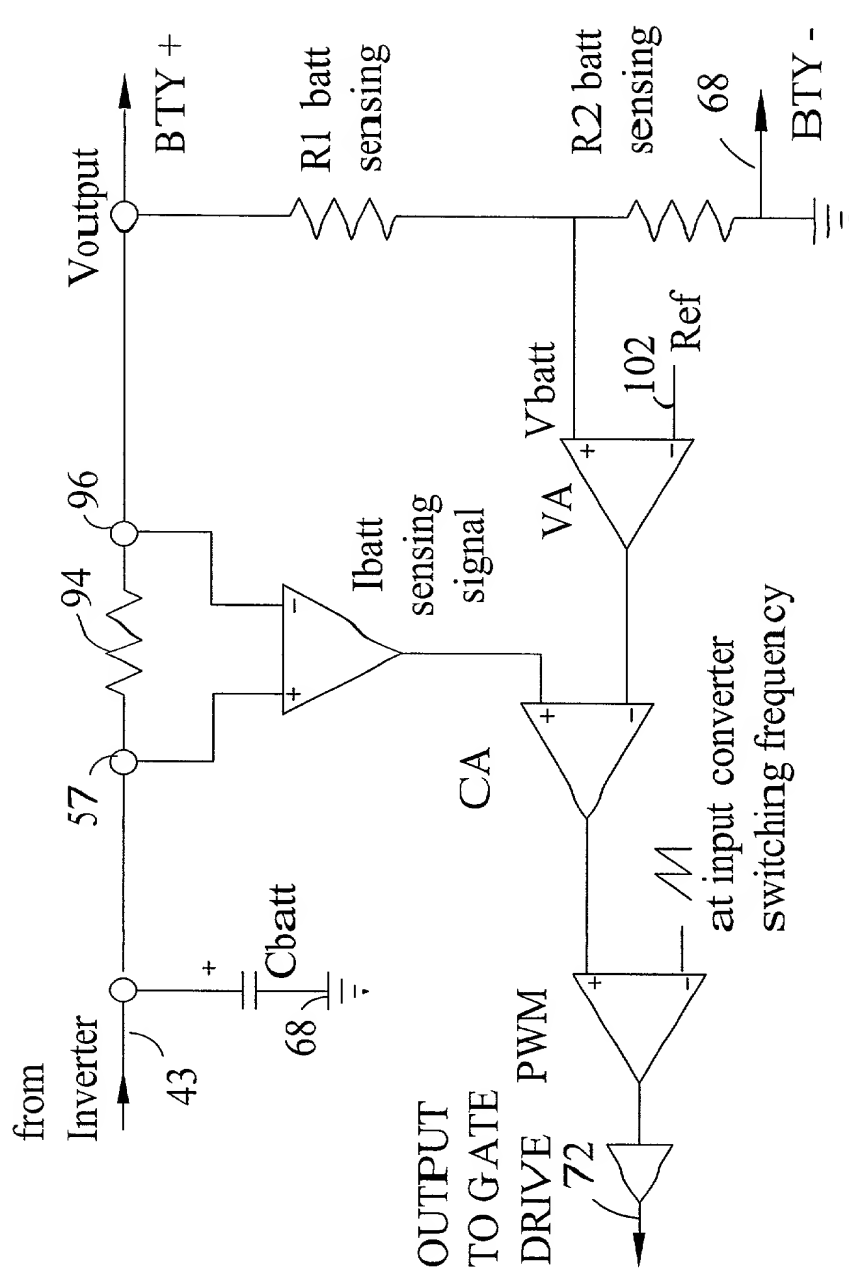 from
Inverter
43
+
Cbatt
68
57
94
96
Voutput
BTY +
R1 batt
sensing
R2 batt
sensing
68
BTY -
+
-
Ibatt
sensing
signal
Vbatt
102
Ref
VA
+
-
CA
+
-
at input converter
switching frequency
PWM
+
-
OUTPUT
TO GATE
DRIVE
72